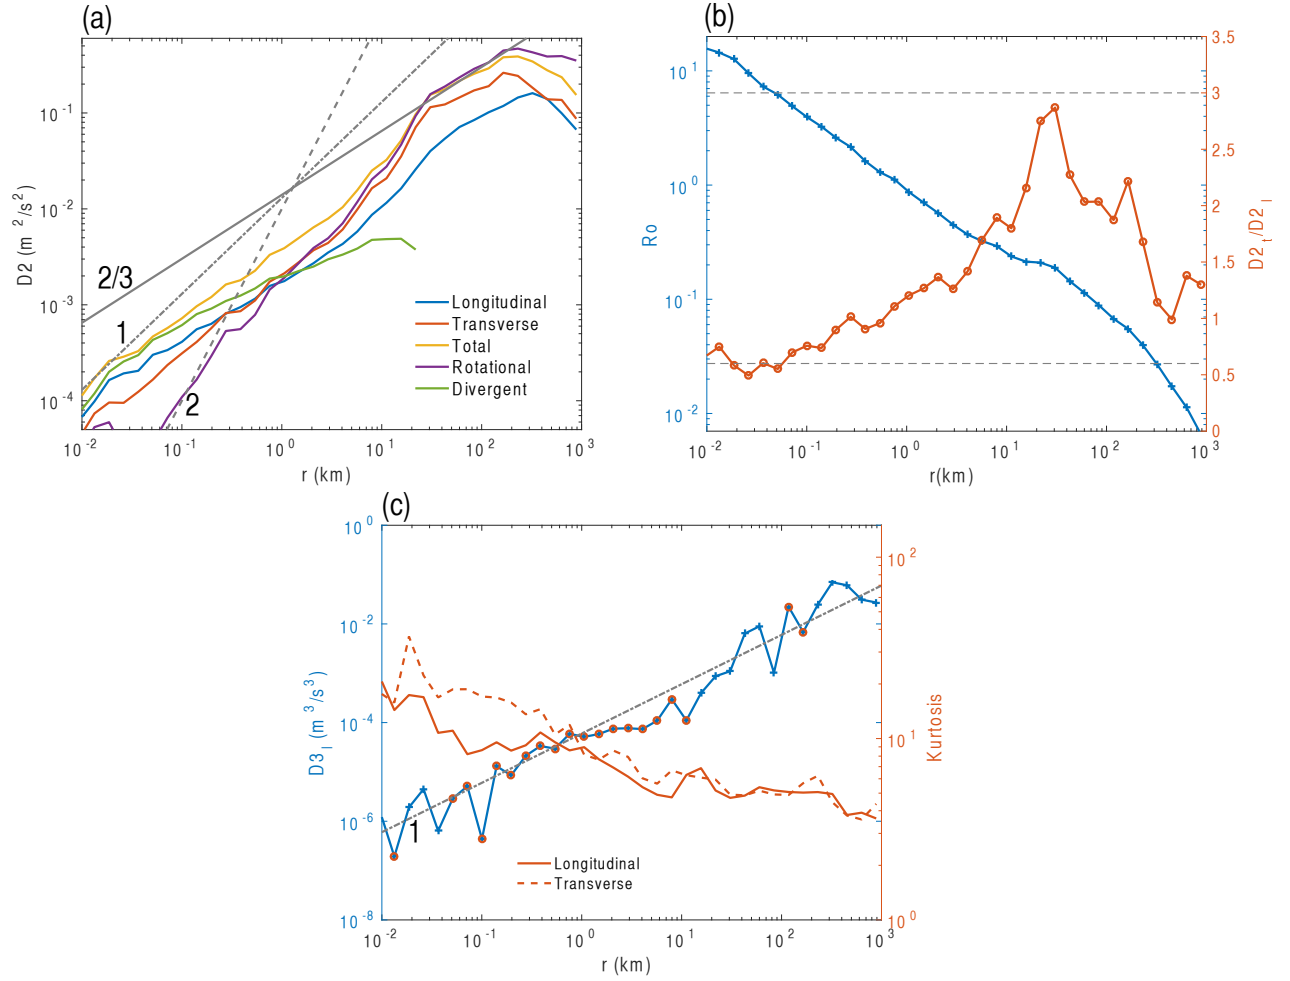 (a)
D2 (m²/s²)
10⁻¹
10⁻²
10⁻³
10⁻⁴
2/3
1
2
Longitudinal
Transverse
Total
Rotational
Divergent
10⁻² 10⁻¹ 10⁰ 10¹ 10² 10³
r (km)
(b)
Ro
10¹
10⁰
10⁻¹
10⁻²
3.5
3
2.5
2
1.5
1
0.5
0
D2ₜ/D2ₗ
10⁻² 10⁻¹ 10⁰ 10¹ 10² 10³
r(km)
(c)
D3ₗ (m³/s³)
10⁰
10⁻²
10⁻⁴
10⁻⁶
10⁻⁸
1
Longitudinal
Transverse
10²
10¹
10⁰
Kurtosis
10⁻² 10⁻¹ 10⁰ 10¹ 10² 10³
r (km)